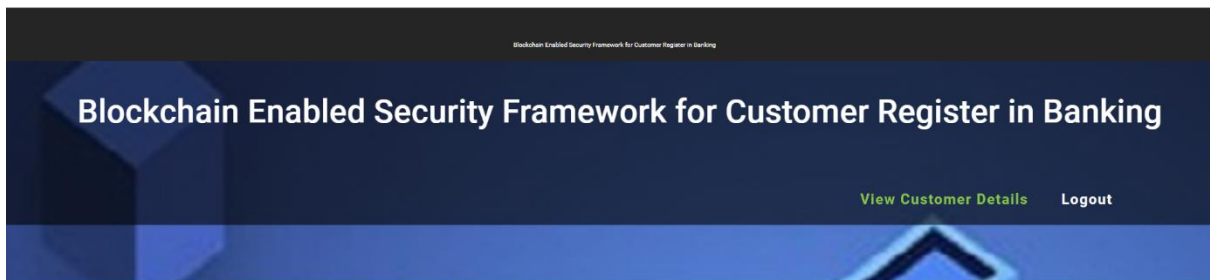 Blockchain Enabled Security Framework for Customer Register in Banking
Blockchain Enabled Security Framework for Customer Register in Banking
View Customer Details Logout